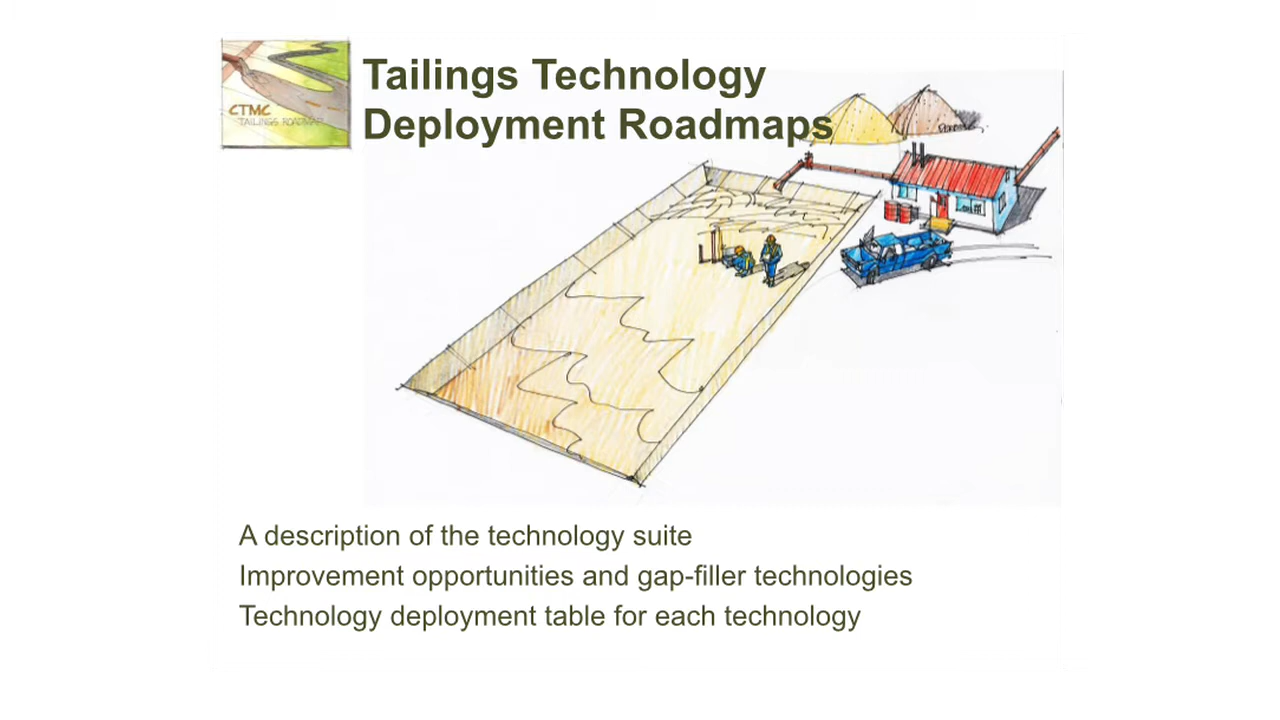 CTMC
TAILINGS ROADMAP
Tailings Technology
Deployment Roadmaps
A description of the technology suite
Improvement opportunities and gap-filler technologies
Technology deployment table for each technology